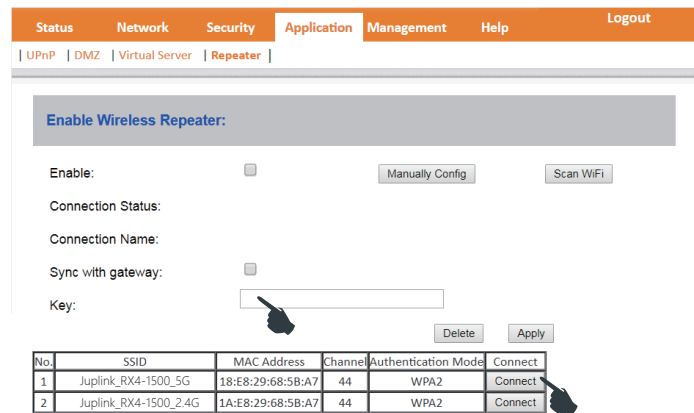 Logout
Status Network Security Application Management Help
| UPnP | DMZ | Virtual Server | Repeater |
Enable Wireless Repeater:
Enable: Manually Config Scan WiFi
Connection Status:
Connection Name:
Sync with gateway:
Key:
Delete Apply
No. SSID MAC Address Channel Authentication Mode Connect
1 Juplink_RX4-1500_5G 18:E8:29:68:5B:A7 44 WPA2 Connect
2 Juplink_RX4-1500_2.4G 1A:E8:29:68:5B:A7 44 WPA2 Connect